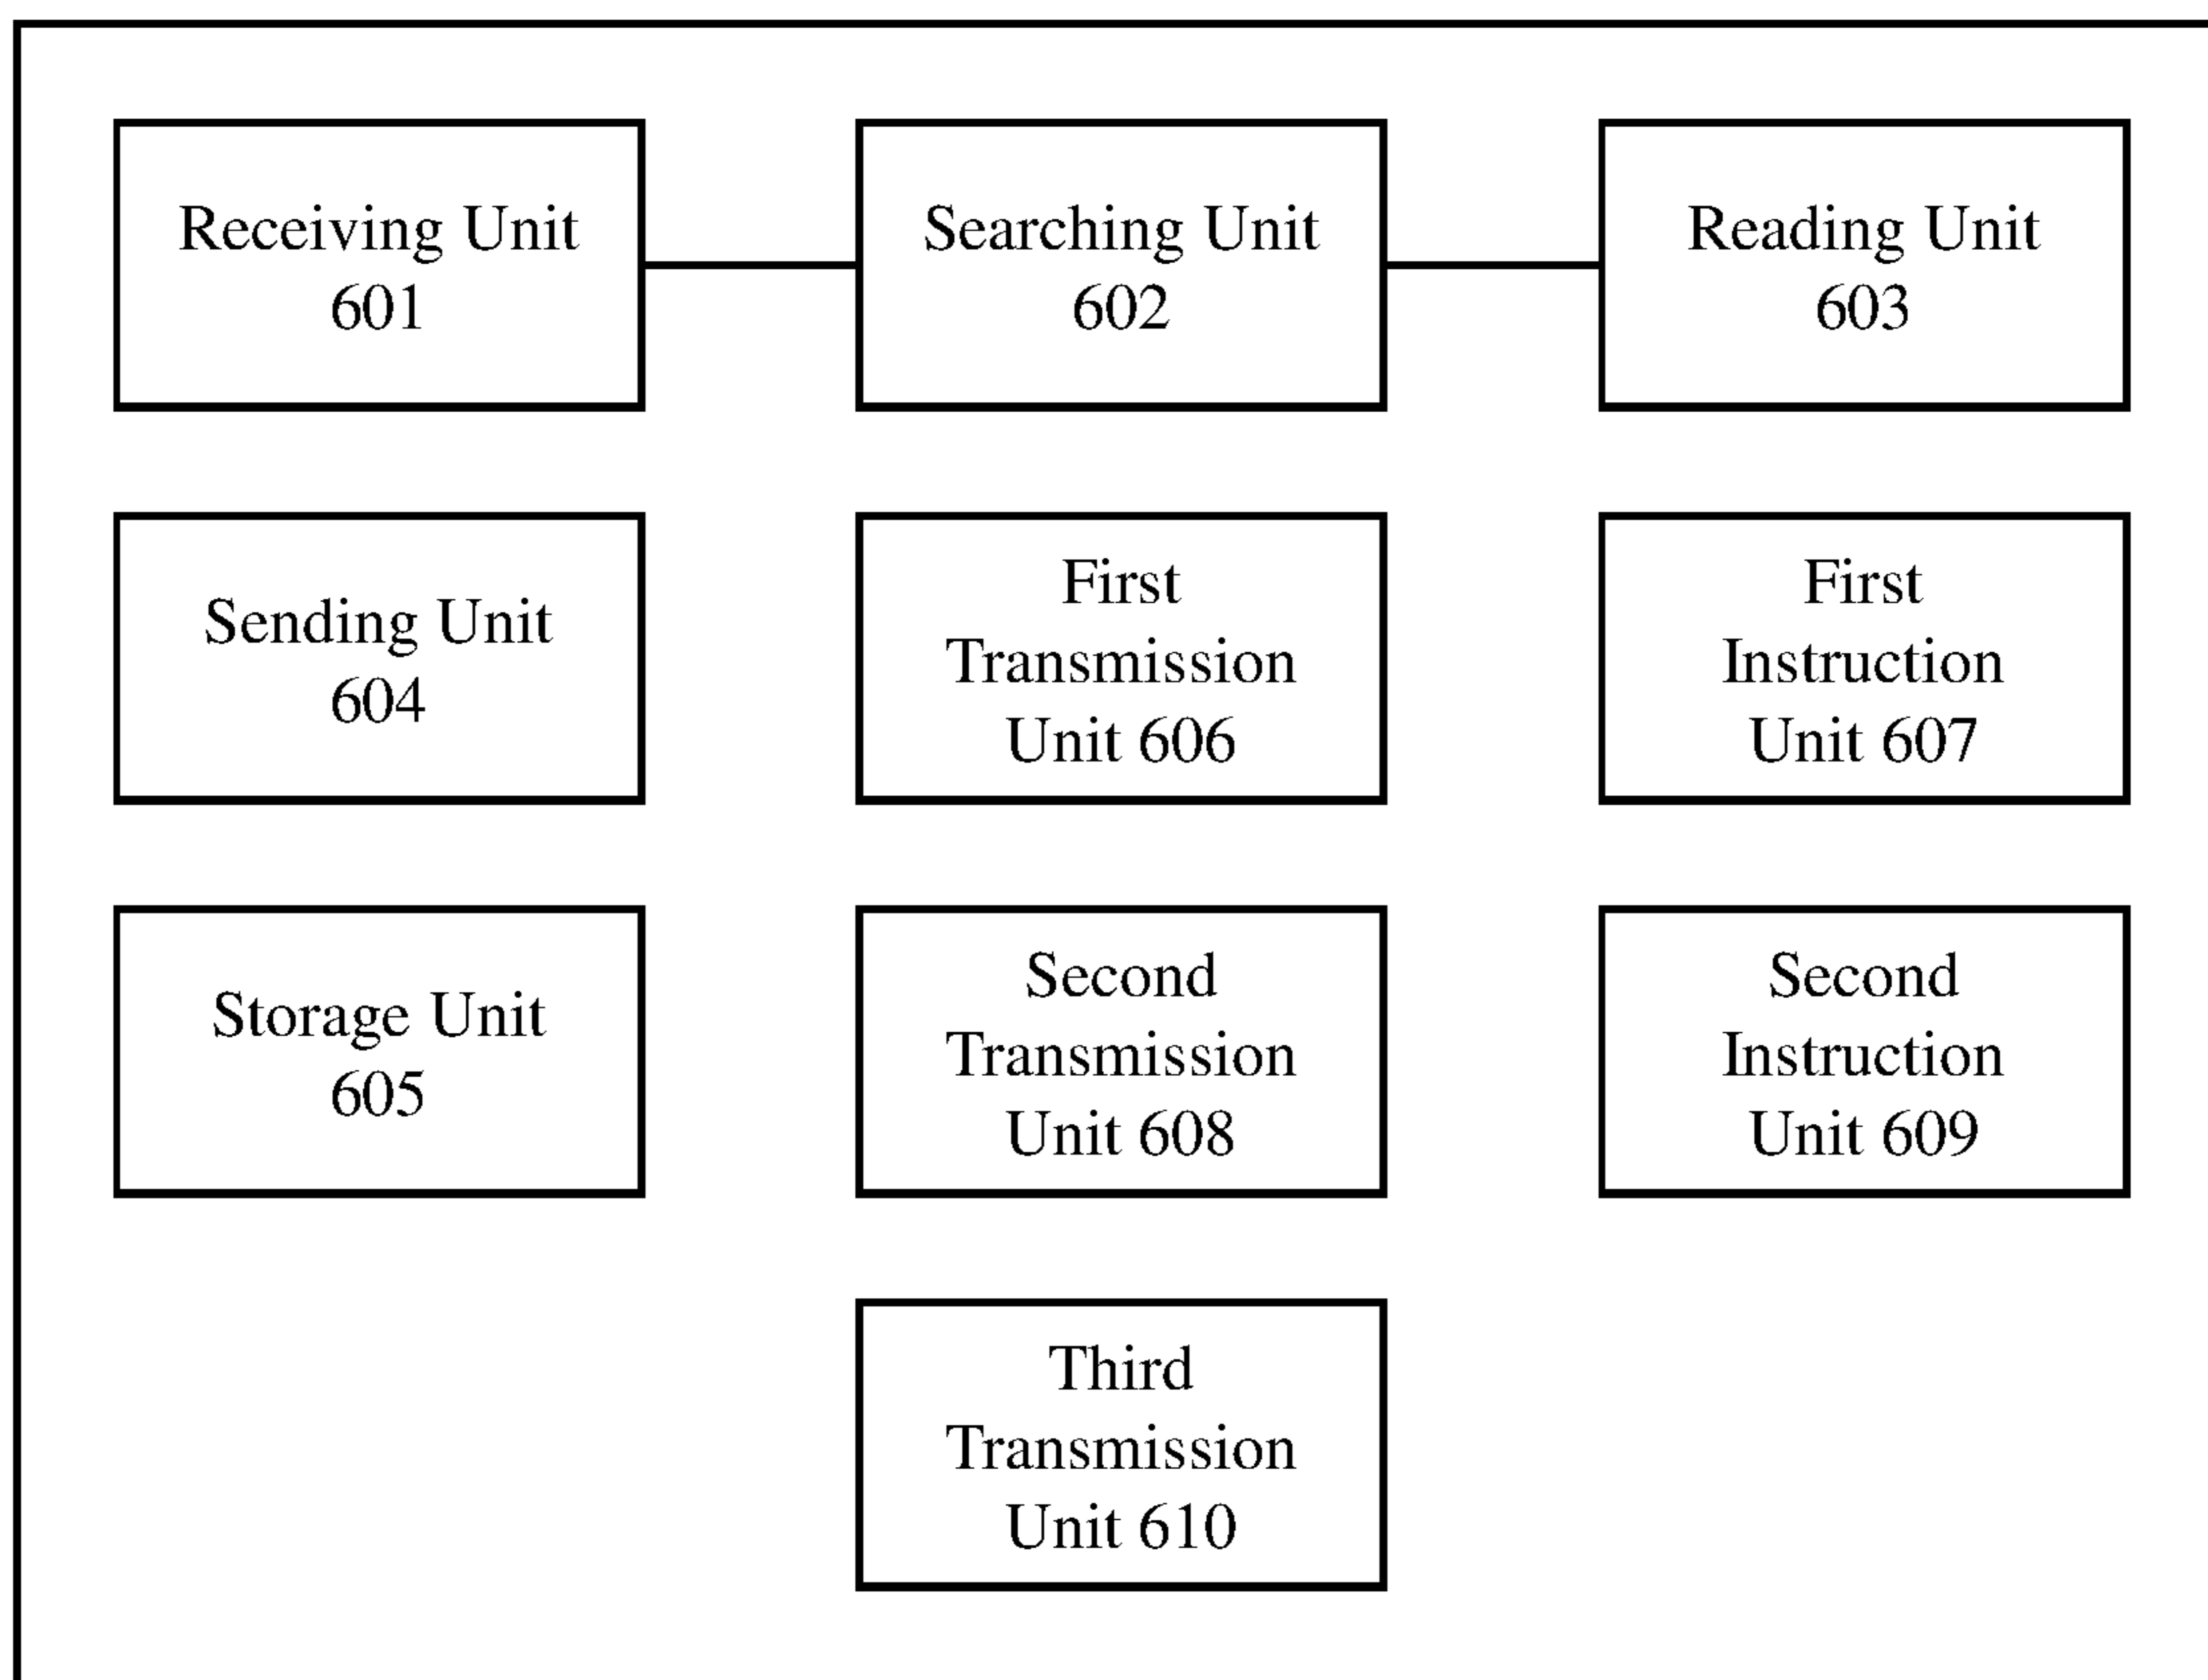 Receiving Unit
601
Searching Unit
602
Reading Unit
603
Sending Unit
604
First
Transmission
Unit 606
First
Instruction
Unit 607
Storage Unit
605
Second
Transmission
Unit 608
Second
Instruction
Unit 609
Third
Transmission
Unit 610